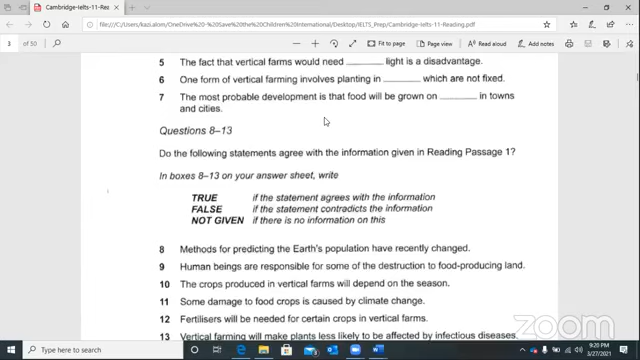 Cambridge-Ielts-11-Reading.pdf
File | C:/Users/kazi.alom/OneDrive%20-%20Save%20the%20Children%20International/Desktop/IELTS_Prep/Cambridge-Ielts-11-Reading.pdf
3 of 50 Fit to page Page view Read aloud Add notes
5 The fact that vertical farms would need ________ light is a disadvantage.
6 One form of vertical farming involves planting in ________ which are not fixed.
7 The most probable development is that food will be grown on ________ in towns
and cities.
Questions 8–13
Do the following statements agree with the information given in Reading Passage 1?
In boxes 8–13 on your answer sheet, write
TRUE if the statement agrees with the information
FALSE if the statement contradicts the information
NOT GIVEN if there is no information on this
8 Methods for predicting the Earth's population have recently changed.
9 Human beings are responsible for some of the destruction to food-producing land.
10 The crops produced in vertical farms will depend on the season.
11 Some damage to food crops is caused by climate change.
12 Fertilisers will be needed for certain crops in vertical farms.
13 Vertical farming will make plants less likely to be affected by infectious diseases.
zoom
9:20 PM
3/27/2021